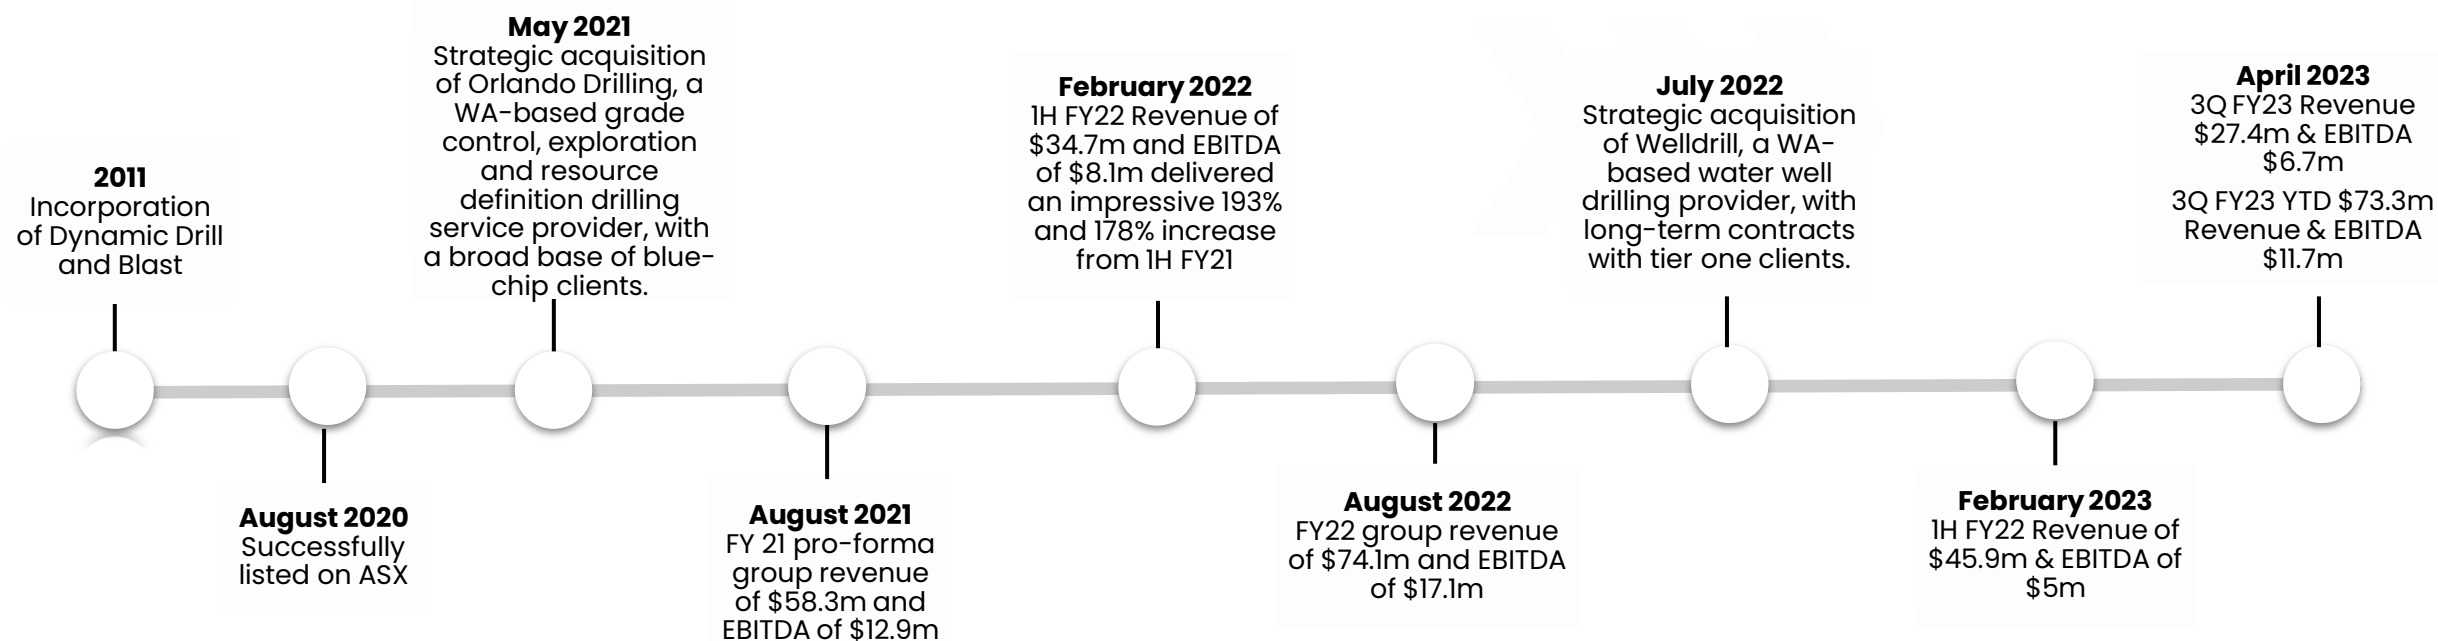 2011
Incorporation
of Dynamic Drill
and Blast
August 2020
Successfully
listed on ASX
May 2021
Strategic acquisition
of Orlando Drilling, a
WA-based grade
control, exploration
and resource
definition drilling
service provider, with
a broad base of blue-
chip clients.
August 2021
FY 21 pro-forma
group revenue
of $58.3m and
EBITDA of $12.9m
February 2022
1H FY22 Revenue of
$34.7m and EBITDA
of $8.1m delivered
an impressive 193%
and 178% increase
from 1H FY21
August 2022
FY22 group revenue
of $74.1m and EBITDA
of $17.1m
July 2022
Strategic acquisition
of Welldrill, a WA-
based water well
drilling provider, with
long-term contracts
with tier one clients.
February 2023
1H FY22 Revenue of
$45.9m & EBITDA of
$5m
April 2023
3Q FY23 Revenue
$27.4m & EBITDA
$6.7m
3Q FY23 YTD $73.3m
Revenue & EBITDA
$11.7m